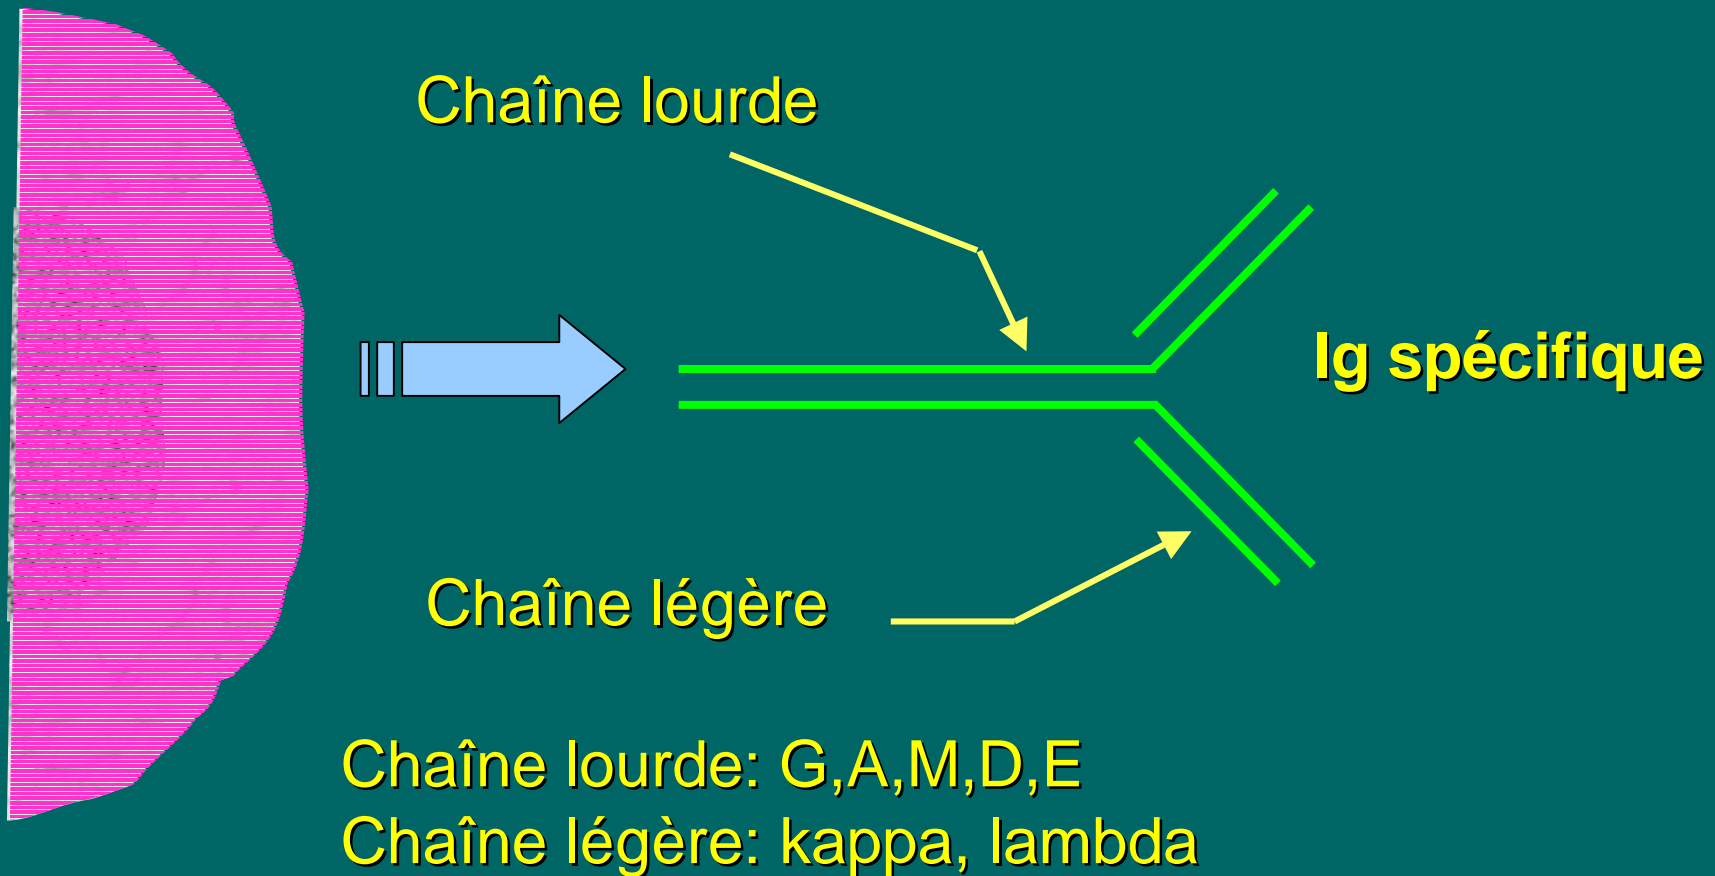 Chaîne lourde
Ig spécifique
Chaîne légère
Chaîne lourde: G,A,M,D,E
Chaîne légère: kappa, lambda